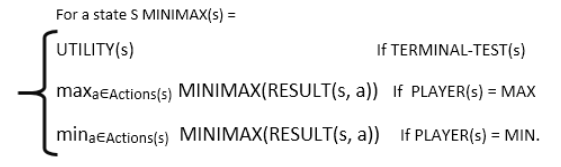 For a state S MINIMAX(s) =
UTILITY(s) If TERMINAL-TEST(s)
maxa∈Actions(s) MINIMAX(RESULT(s, a)) If PLAYER(s) = MAX
mina∈Actions(s) MINIMAX(RESULT(s, a)) If PLAYER(s) = MIN.